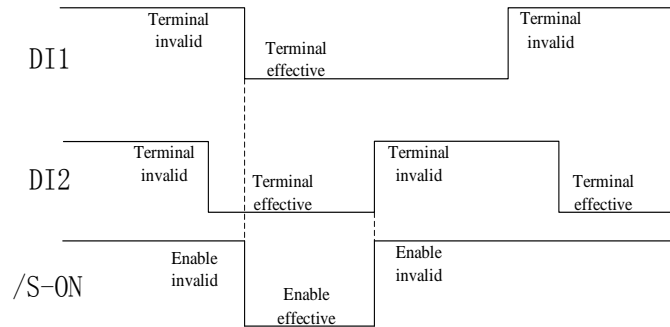 Terminal
invalid
Terminal
invalid
DI1
Terminal
effective
Terminal
invalid
Terminal
invalid
DI2
Terminal
effective
Terminal
effective
Enable
invalid
Enable
invalid
/S-ON
Enable
effective